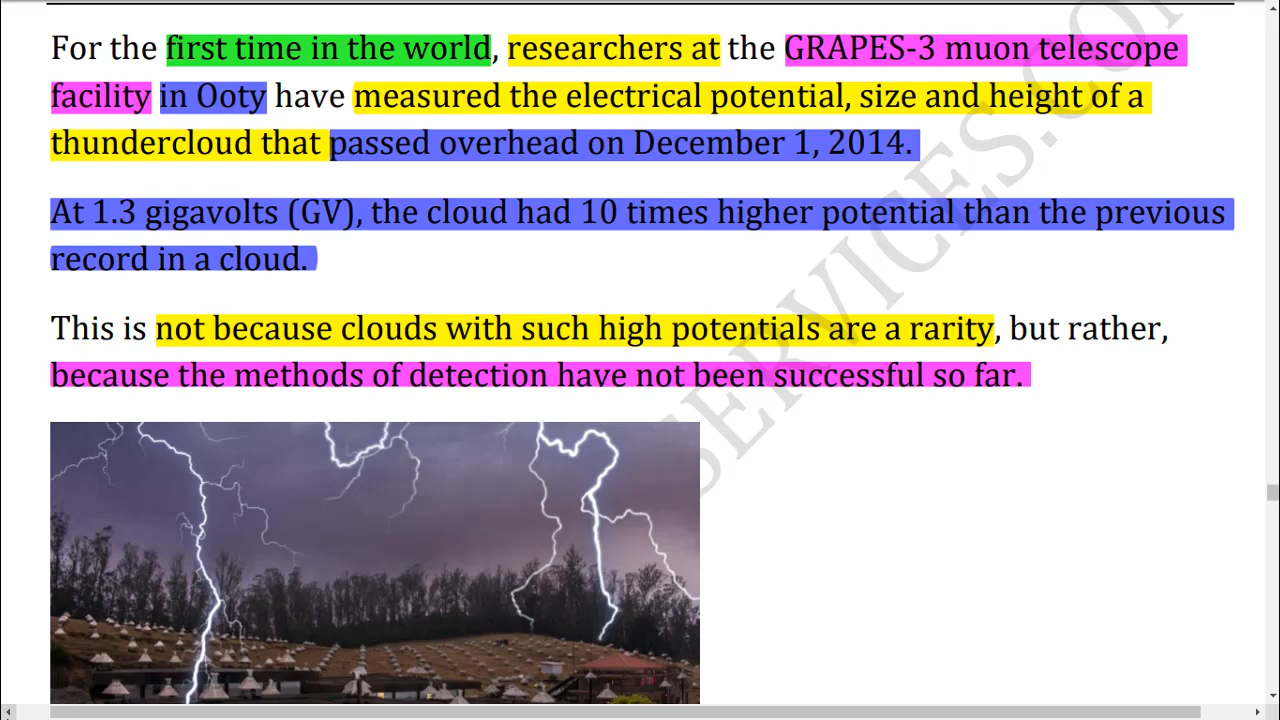 For the first time in the world, researchers at the GRAPES-3 muon telescope
facility in Ooty have measured the electrical potential, size and height of a
thundercloud that passed overhead on December 1, 2014.
At 1.3 gigavolts (GV), the cloud had 10 times higher potential than the previous
record in a cloud.
This is not because clouds with such high potentials are a rarity, but rather,
because the methods of detection have not been successful so far.
SERVICES.CO